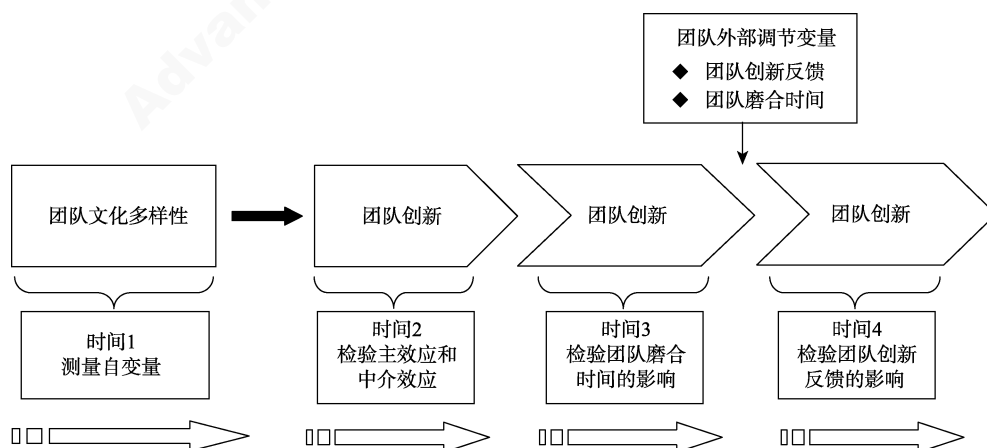 Advan
团队外部调节变量
◆ 团队创新反馈
◆ 团队磨合时间
团队文化多样性
团队创新
团队创新
团队创新
时间1
测量自变量
时间2
检验主效应和
中介效应
时间3
检验团队磨合
时间的影响
时间4
检验团队创新
反馈的影响